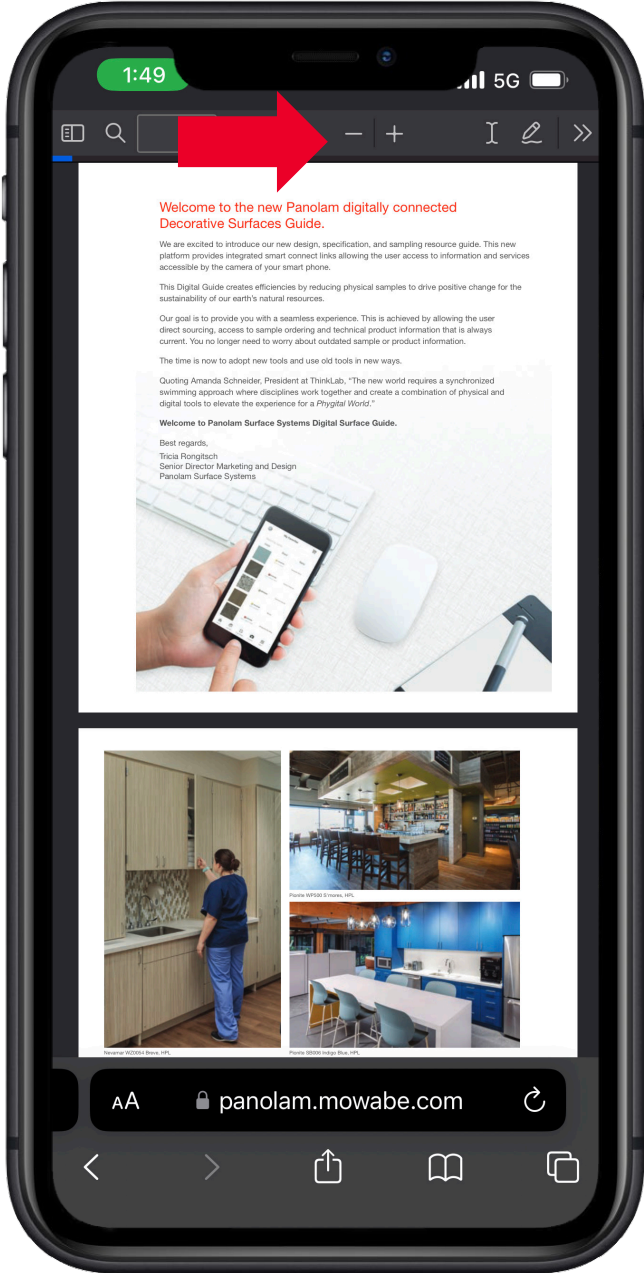 1:49
5G
Welcome to the new Panolam digitally connected
Decorative Surfaces Guide.
We are excited to introduce our new design, specification, and sampling resource guide. This new
platform provides integrated smart connect links allowing the user access to information and services
accessible by the camera of your smart phone.
This Digital Guide creates efficiencies by reducing physical samples to drive positive change for the
sustainability of our earth's natural resources.
Our goal is to provide you with a seamless experience. This is achieved by allowing the user
direct sourcing, access to sample ordering and technical product information that is always
current. You no longer need to worry about outdated sample or product information.
The time is now to adopt new tools and use old tools in new ways.
Quoting Amanda Schneider, President at ThinkLab, "The new world requires a synchronized
swimming approach where disciplines work together and create a combination of physical and
digital tools to elevate the experience for a Phygital World."
Welcome to Panolam Surface Systems Digital Surface Guide.
Best regards,
Tricia Rongitsch
Senior Director Marketing and Design
Panolam Surface Systems
Pionite WP500 S'mores, HPL
Nevamar WZ0054 Breve, HPL
Pionite SB006 Indigo Blue, HPL
AA
panolam.mowabe.com